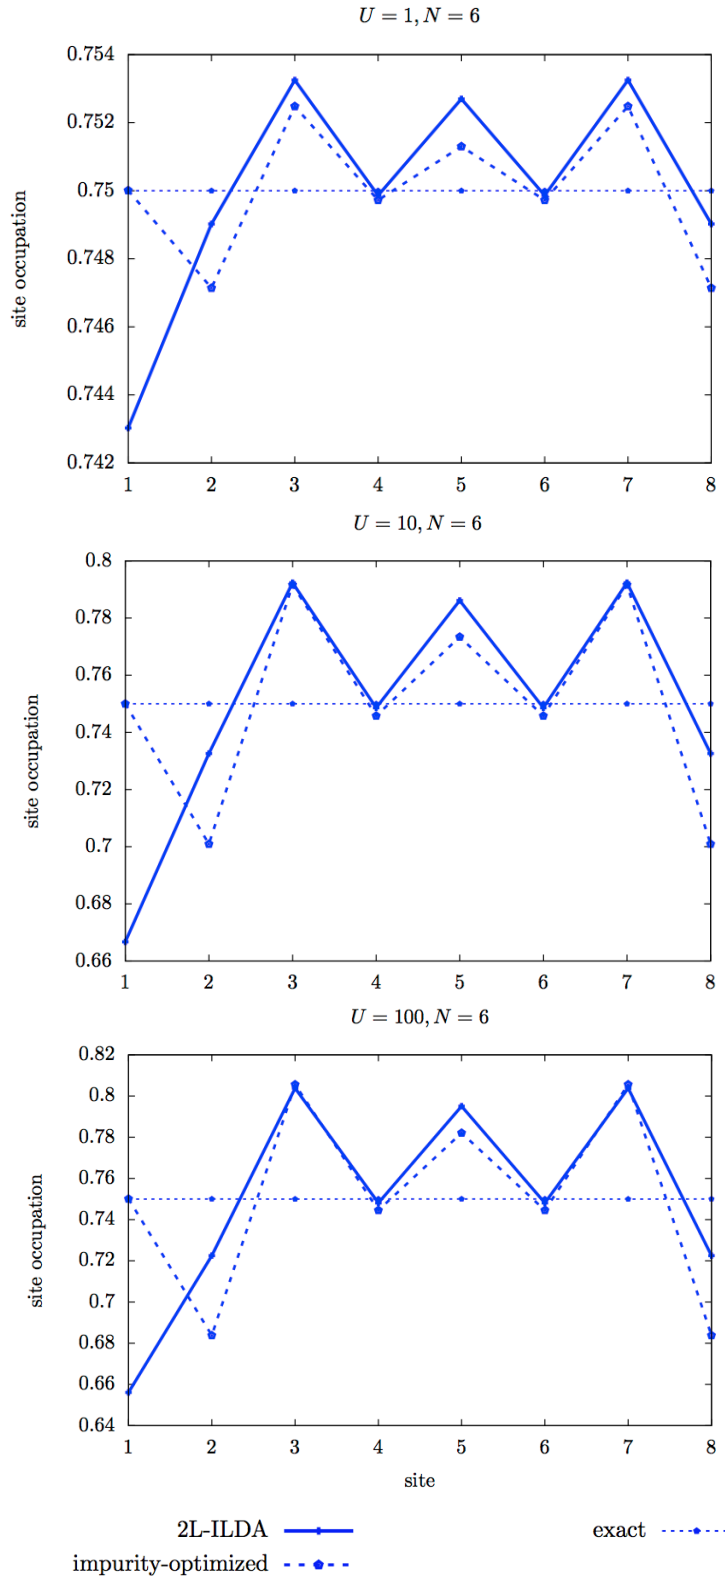 U = 1, N = 6
0.754
0.752
0.75
0.748
0.746
0.744
0.742
site occupation
1 2 3 4 5 6 7 8
U = 10, N = 6
0.8
0.78
0.76
0.74
0.72
0.7
0.68
0.66
site occupation
1 2 3 4 5 6 7 8
U = 100, N = 6
0.82
0.8
0.78
0.76
0.74
0.72
0.7
0.68
0.66
0.64
site occupation
1 2 3 4 5 6 7 8
site
2L-ILDA exact
impurity-optimized